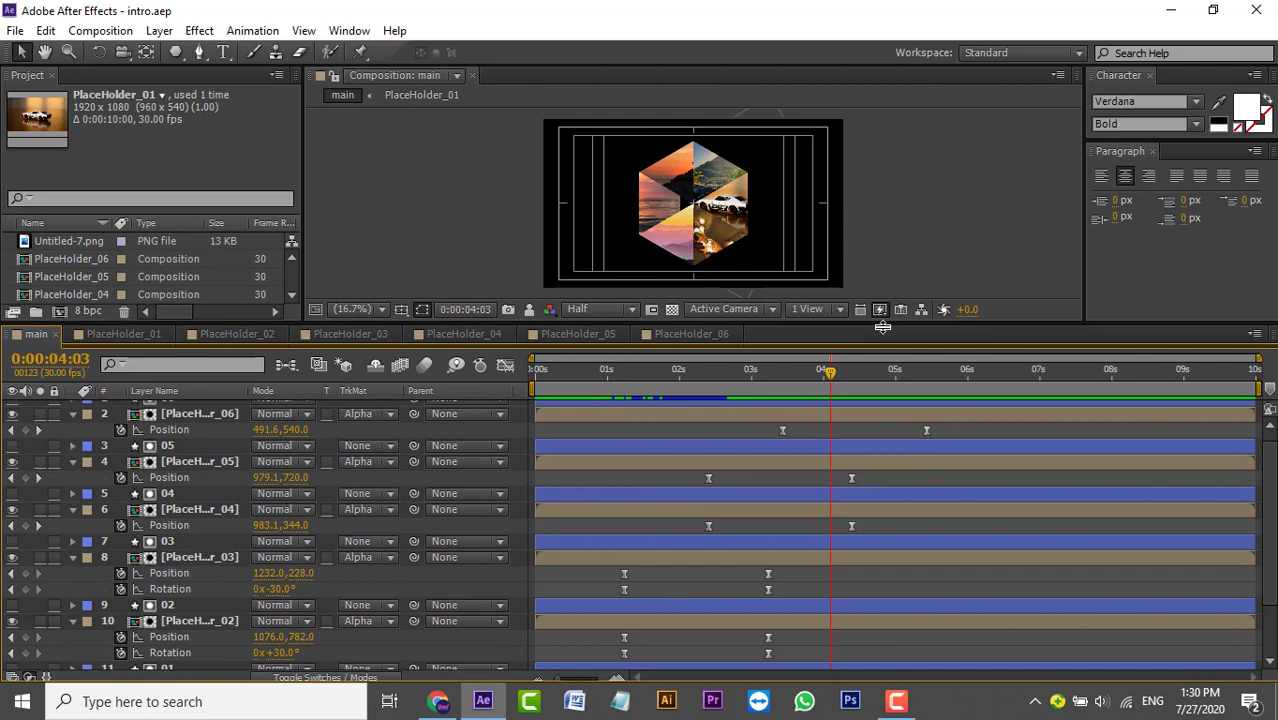 Adobe After Effects - intro.aep
File Edit Composition Layer Effect Animation View Window Help
Workspace: Standard Search Help
Project
PlaceHolder_01 , used 1 time
1920 x 1080 (960 x 540) (1.00)
Δ 0:00:10:00, 30.00 fps
Name Type Size Frame R...
Untitled-7.png PNG file 13 KB
PlaceHolder_06 Composition 30
PlaceHolder_05 Composition 30
PlaceHolder_04 Composition 30
8 bpc
Composition: main
main PlaceHolder_01
(16.7%) 0:00:04:03 Half Active Camera 1 View +0.0
Character
Verdana
Bold
Paragraph
0 px 0 px 0 px
0 px 0 px
main PlaceHolder_01 PlaceHolder_02 PlaceHolder_03 PlaceHolder_04 PlaceHolder_05 PlaceHolder_06
0:00:04:03
00123 (30.00 fps)
:00s 01s 02s 03s 04 05s 06s 07s 08s 09s 10s
# Layer Name Mode T TrkMat Parent
2 [PlaceH...r_06] Normal Alpha None
Position 491.6,540.0
3 05 Normal None None
4 [PlaceH...r_05] Normal Alpha None
Position 979.1,720.0
5 04 Normal None None
6 [PlaceH...r_04] Normal Alpha None
Position 983.1,344.0
7 03 Normal None None
8 [PlaceH...r_03] Normal Alpha None
Position 1232.0,228.0
Rotation 0x-30.0°
9 02 Normal None None
10 [PlaceH...r_02] Normal Alpha None
Position 1076.0,782.0
Rotation 0x+30.0°
11 01 Normal None None
Toggle Switches / Modes
Type here to search
ENG
1:30 PM
7/27/2020
2